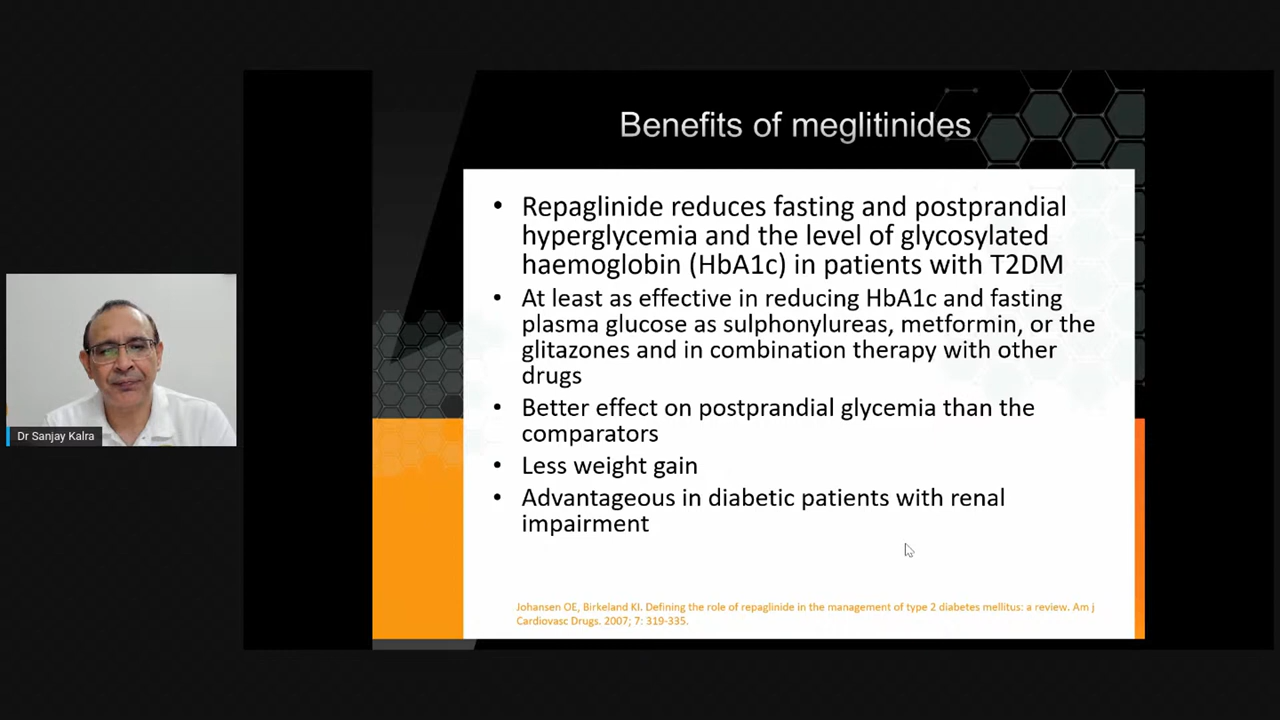 Benefits of meglitinides
• Repaglinide reduces fasting and postprandial
hyperglycemia and the level of glycosylated
haemoglobin (HbA1c) in patients with T2DM
• At least as effective in reducing HbA1c and fasting
plasma glucose as sulphonylureas, metformin, or the
glitazones and in combination therapy with other
drugs
• Better effect on postprandial glycemia than the
comparators
• Less weight gain
• Advantageous in diabetic patients with renal
impairment
Johansen OE, Birkeland KI. Defining the role of repaglinide in the management of type 2 diabetes mellitus: a review. Am j
Cardiovasc Drugs. 2007; 7: 319-335.
Dr Sanjay Kalra